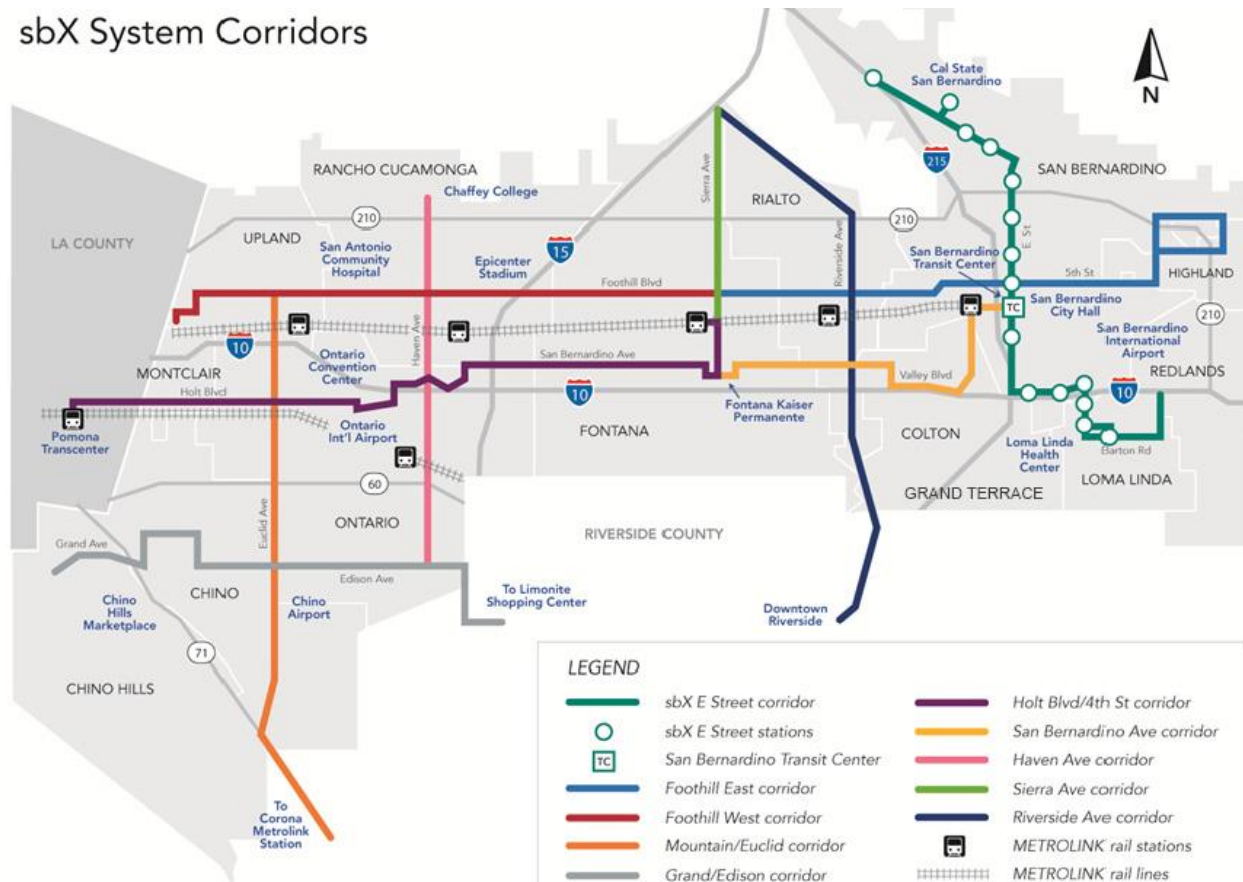 sbX System Corridors
Cal State
San Bernardino
N
RANCHO CUCAMONGA
Chaffey College
215
SAN BERNARDINO
LA COUNTY
UPLAND
210
San Antonio
Community
Hospital
Epicenter
Stadium
15
Sierra Ave
RIALTO
Riverside Ave
210
San Bernardino
Transit Center
E St
5th St
HIGHLAND
Foothill Blvd
TC
San Bernardino
City Hall
San Bernardino
International
Airport
210
REDLANDS
10
Haven Ave
MONTCLAIR
Ontario
Convention
Center
San Bernardino Ave
Valley Blvd
10
Holt Blvd
10
Fontana Kaiser
Permanente
Pomona
Transcenter
Ontario
Int'l Airport
FONTANA
COLTON
Loma Linda
Health
Center
Barton Rd
LOMA LINDA
GRAND TERRACE
60
Euclid Ave
ONTARIO
RIVERSIDE COUNTY
Grand Ave
Edison Ave
CHINO
Chino
Hills
Marketplace
Chino
Airport
To Limonite
Shopping Center
Downtown
Riverside
71
CHINO HILLS
To
Corona
Metrolink
Station
LEGEND
sbX E Street corridor
sbX E Street stations
TC
San Bernardino Transit Center
Foothill East corridor
Foothill West corridor
Mountain/Euclid corridor
Grand/Edison corridor
Holt Blvd/4th St corridor
San Bernardino Ave corridor
Haven Ave corridor
Sierra Ave corridor
Riverside Ave corridor
METROLINK rail stations
METROLINK rail lines